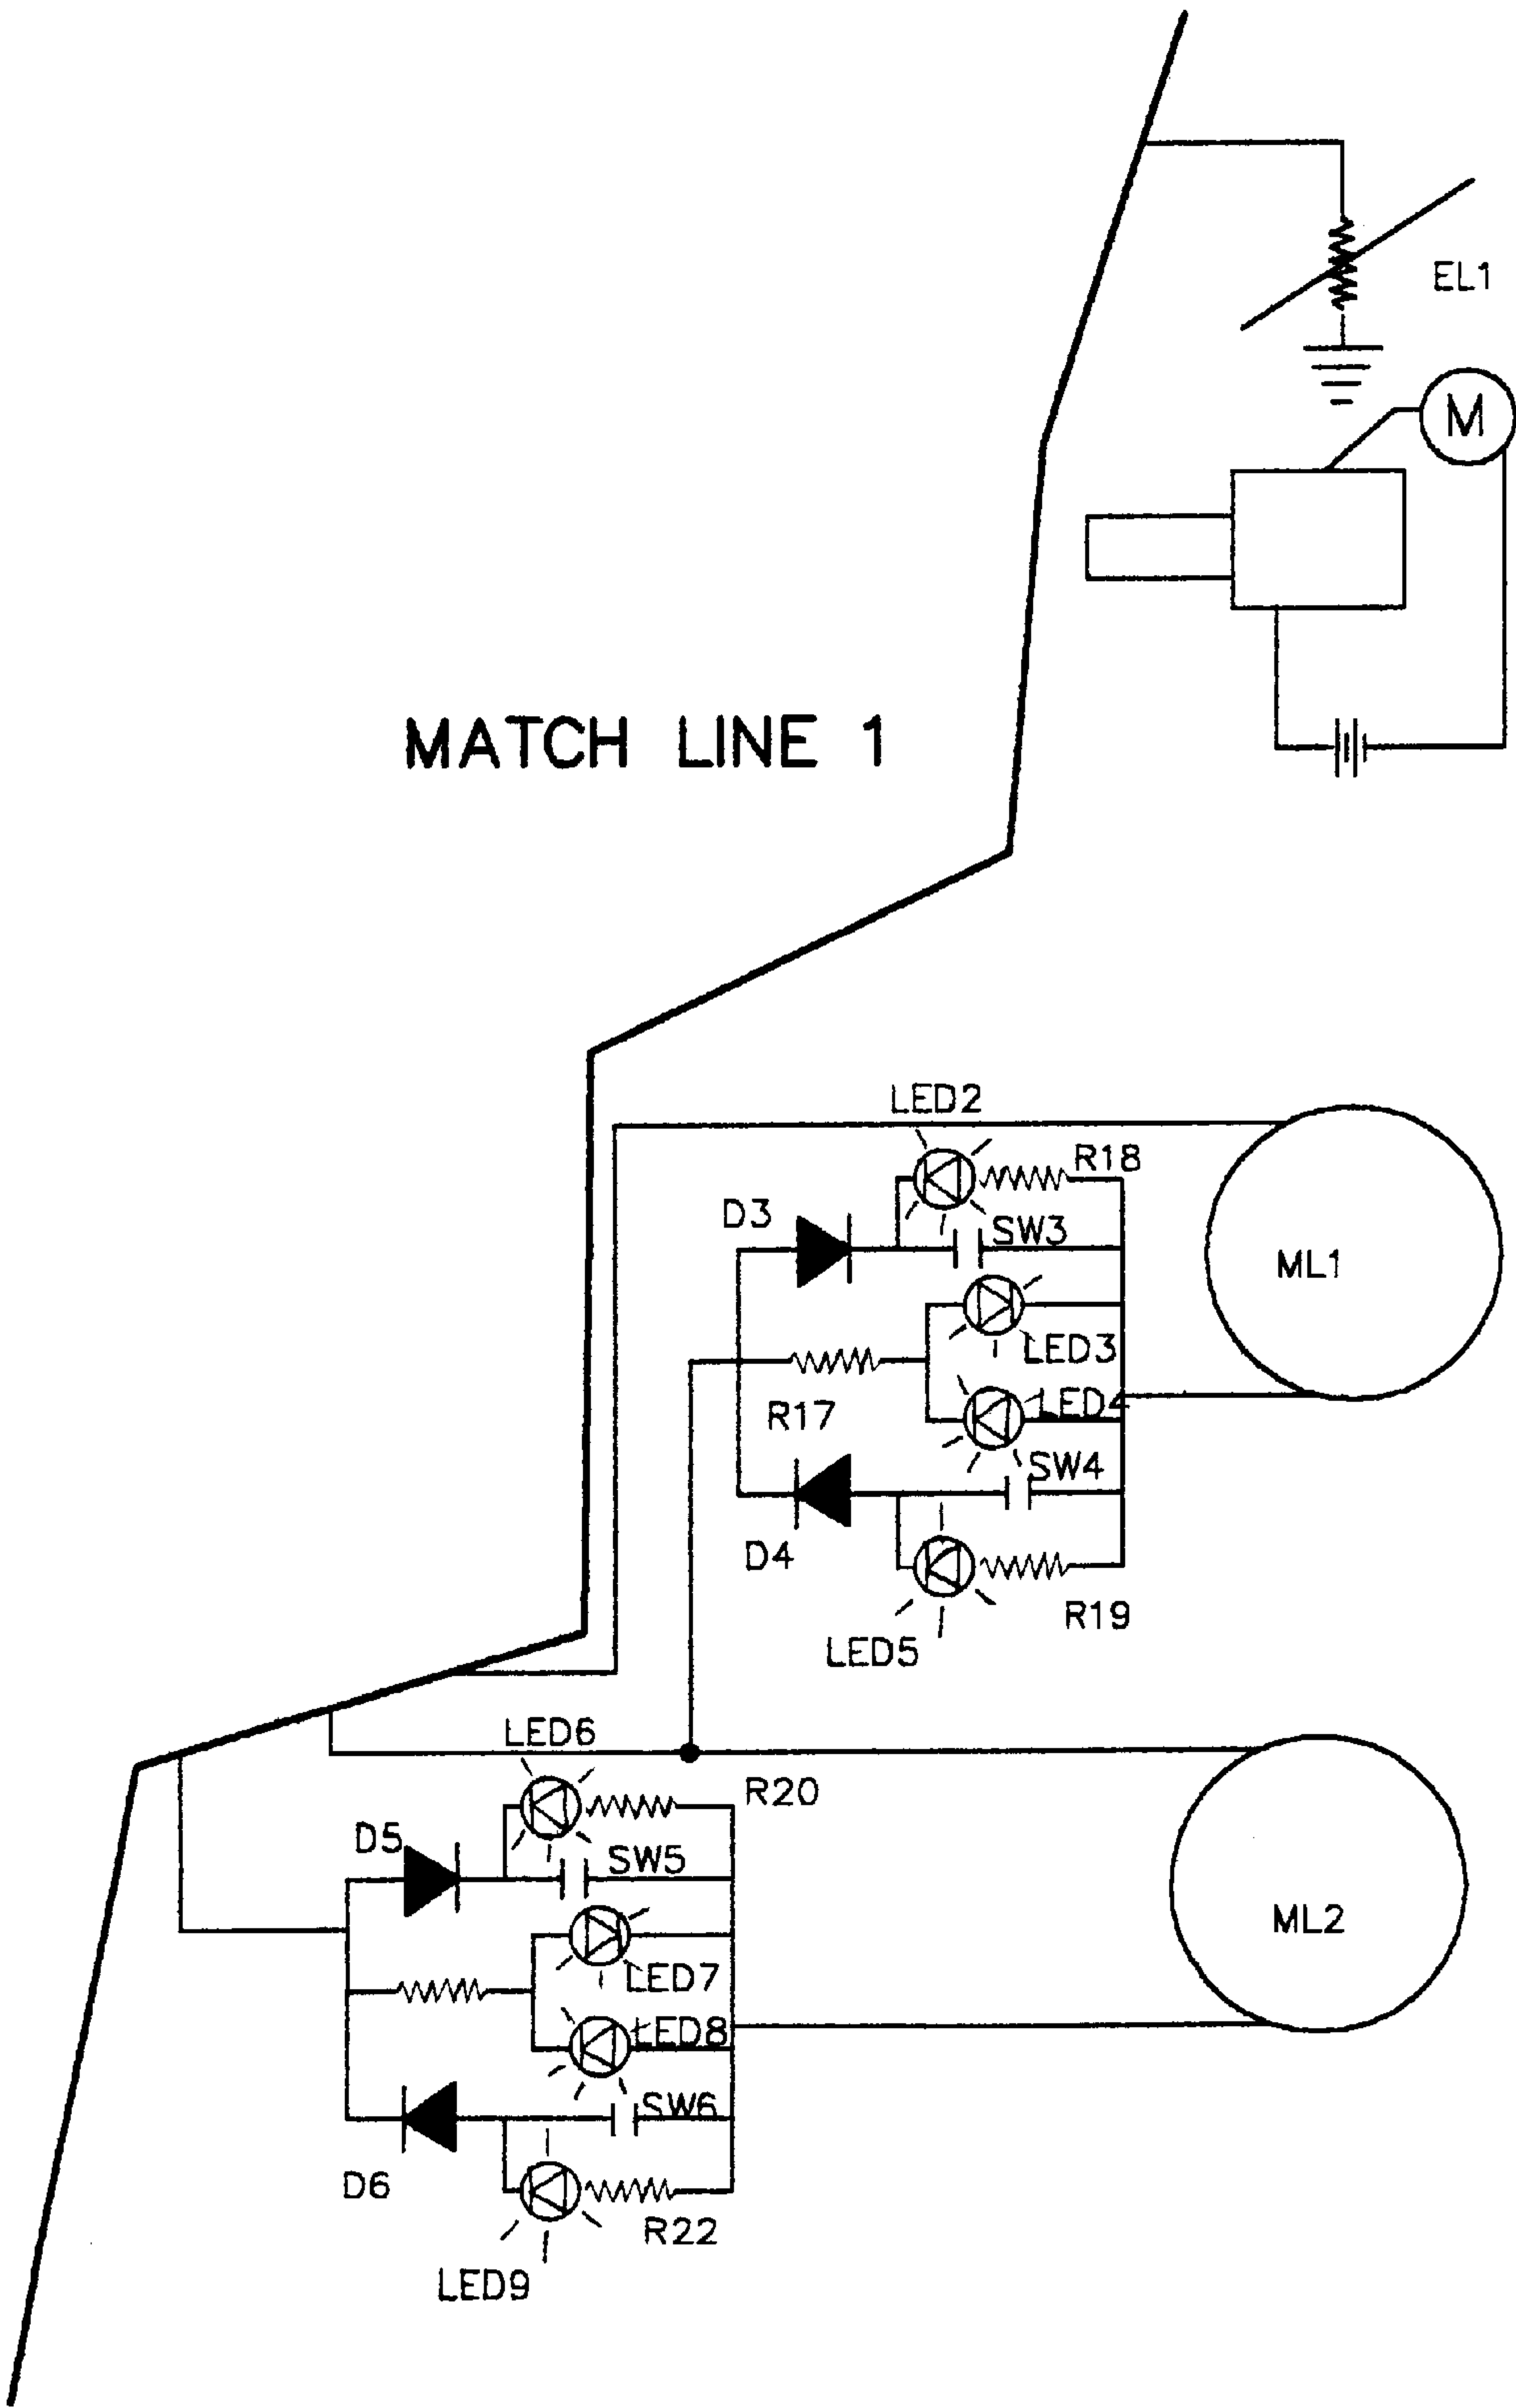 EL1
M
MATCH LINE 1
LED2
R18
D3
SW3
ML1
LED3
LED4
R17
SW4
D4
R19
LED5
LED6
R20
D5
SW5
ML2
LED7
LED8
SW6
D6
R22
LED9